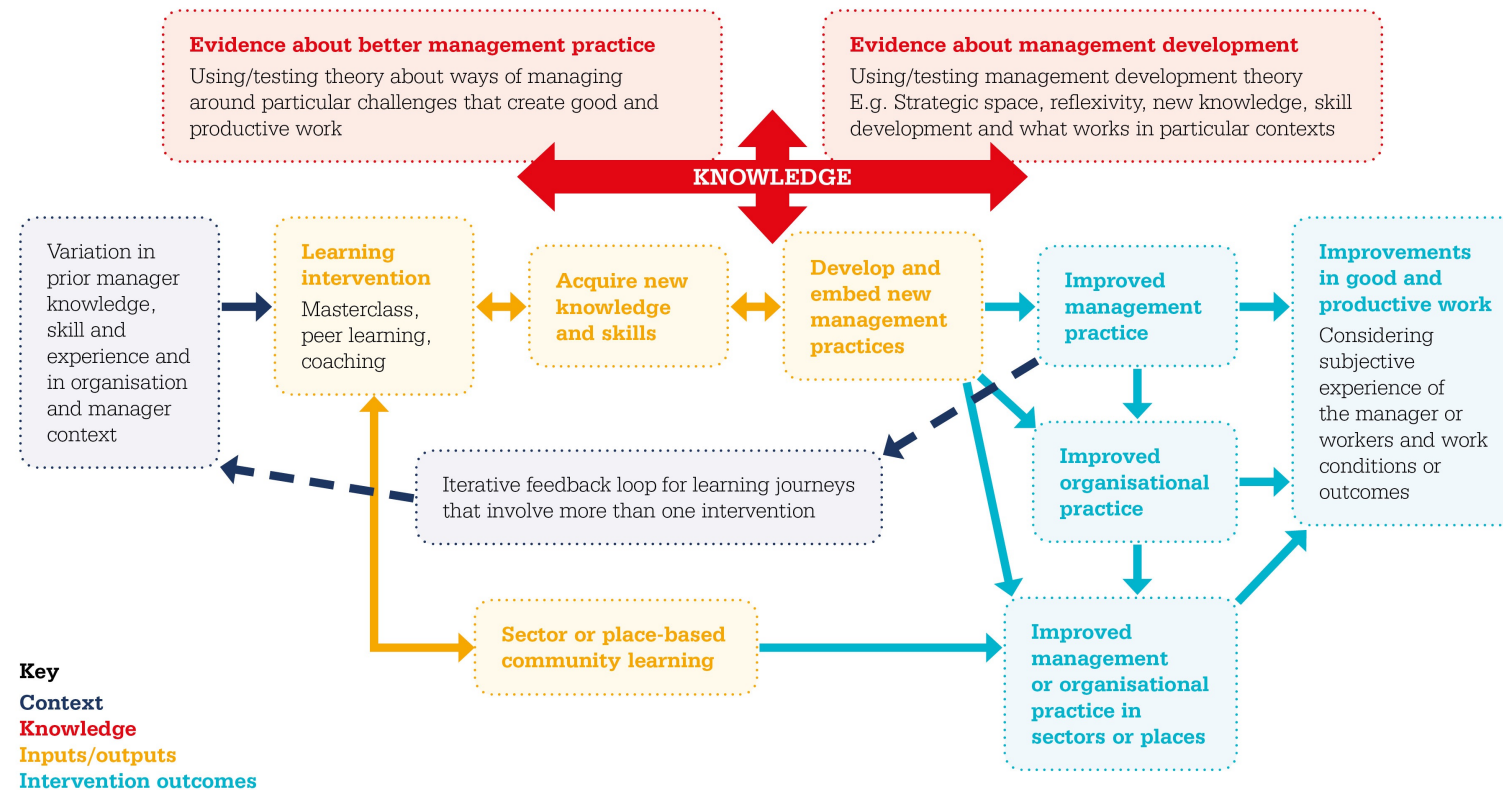 Evidence about better management practice
Using/testing theory about ways of managing
around particular challenges that create good and
productive work
Evidence about management development
Using/testing management development theory
E.g. Strategic space, reflexivity, new knowledge, skill
development and what works in particular contexts
KNOWLEDGE
Variation in
prior manager
knowledge,
skill and
experience and
in organisation
and manager
context
Learning
intervention
Masterclass,
peer learning,
coaching
Acquire new
knowledge
and skills
Develop and
embed new
management
practices
Improved
management
practice
Improvements
in good and
productive work
Considering
subjective
experience of
the manager or
workers and work
conditions or
outcomes
Iterative feedback loop for learning journeys
that involve more than one intervention
Improved
organisational
practice
Sector or place-based
community learning
Improved
management
or organisational
practice in
sectors or places
Key
Context
Knowledge
Inputs/outputs
Intervention outcomes